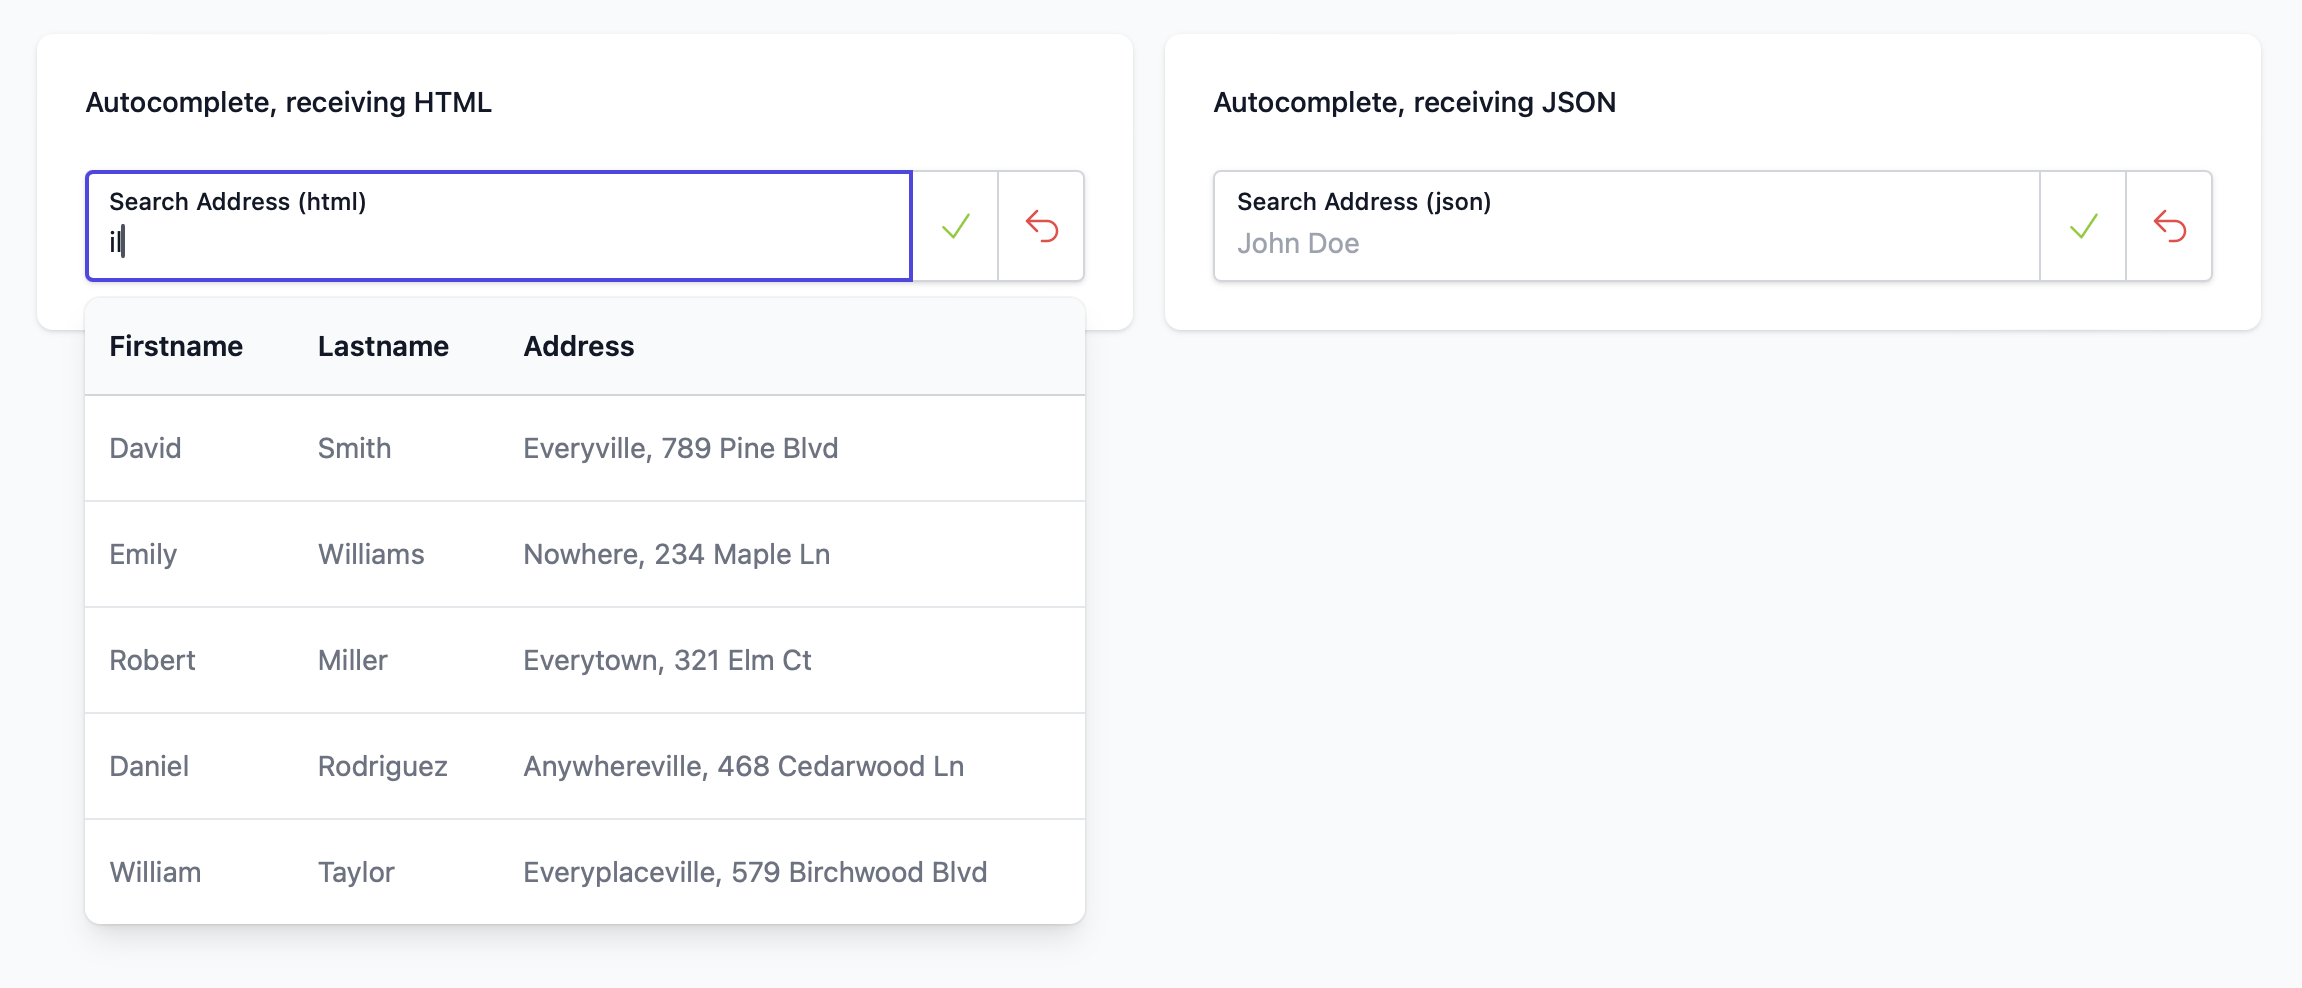 Autocomplete, receiving HTML
Search Address (html)
il
Firstname Lastname Address
David Smith Everyville, 789 Pine Blvd
Emily Williams Nowhere, 234 Maple Ln
Robert Miller Everytown, 321 Elm Ct
Daniel Rodriguez Anywhereville, 468 Cedarwood Ln
William Taylor Everyplaceville, 579 Birchwood Blvd
Autocomplete, receiving JSON
Search Address (json)
John Doe